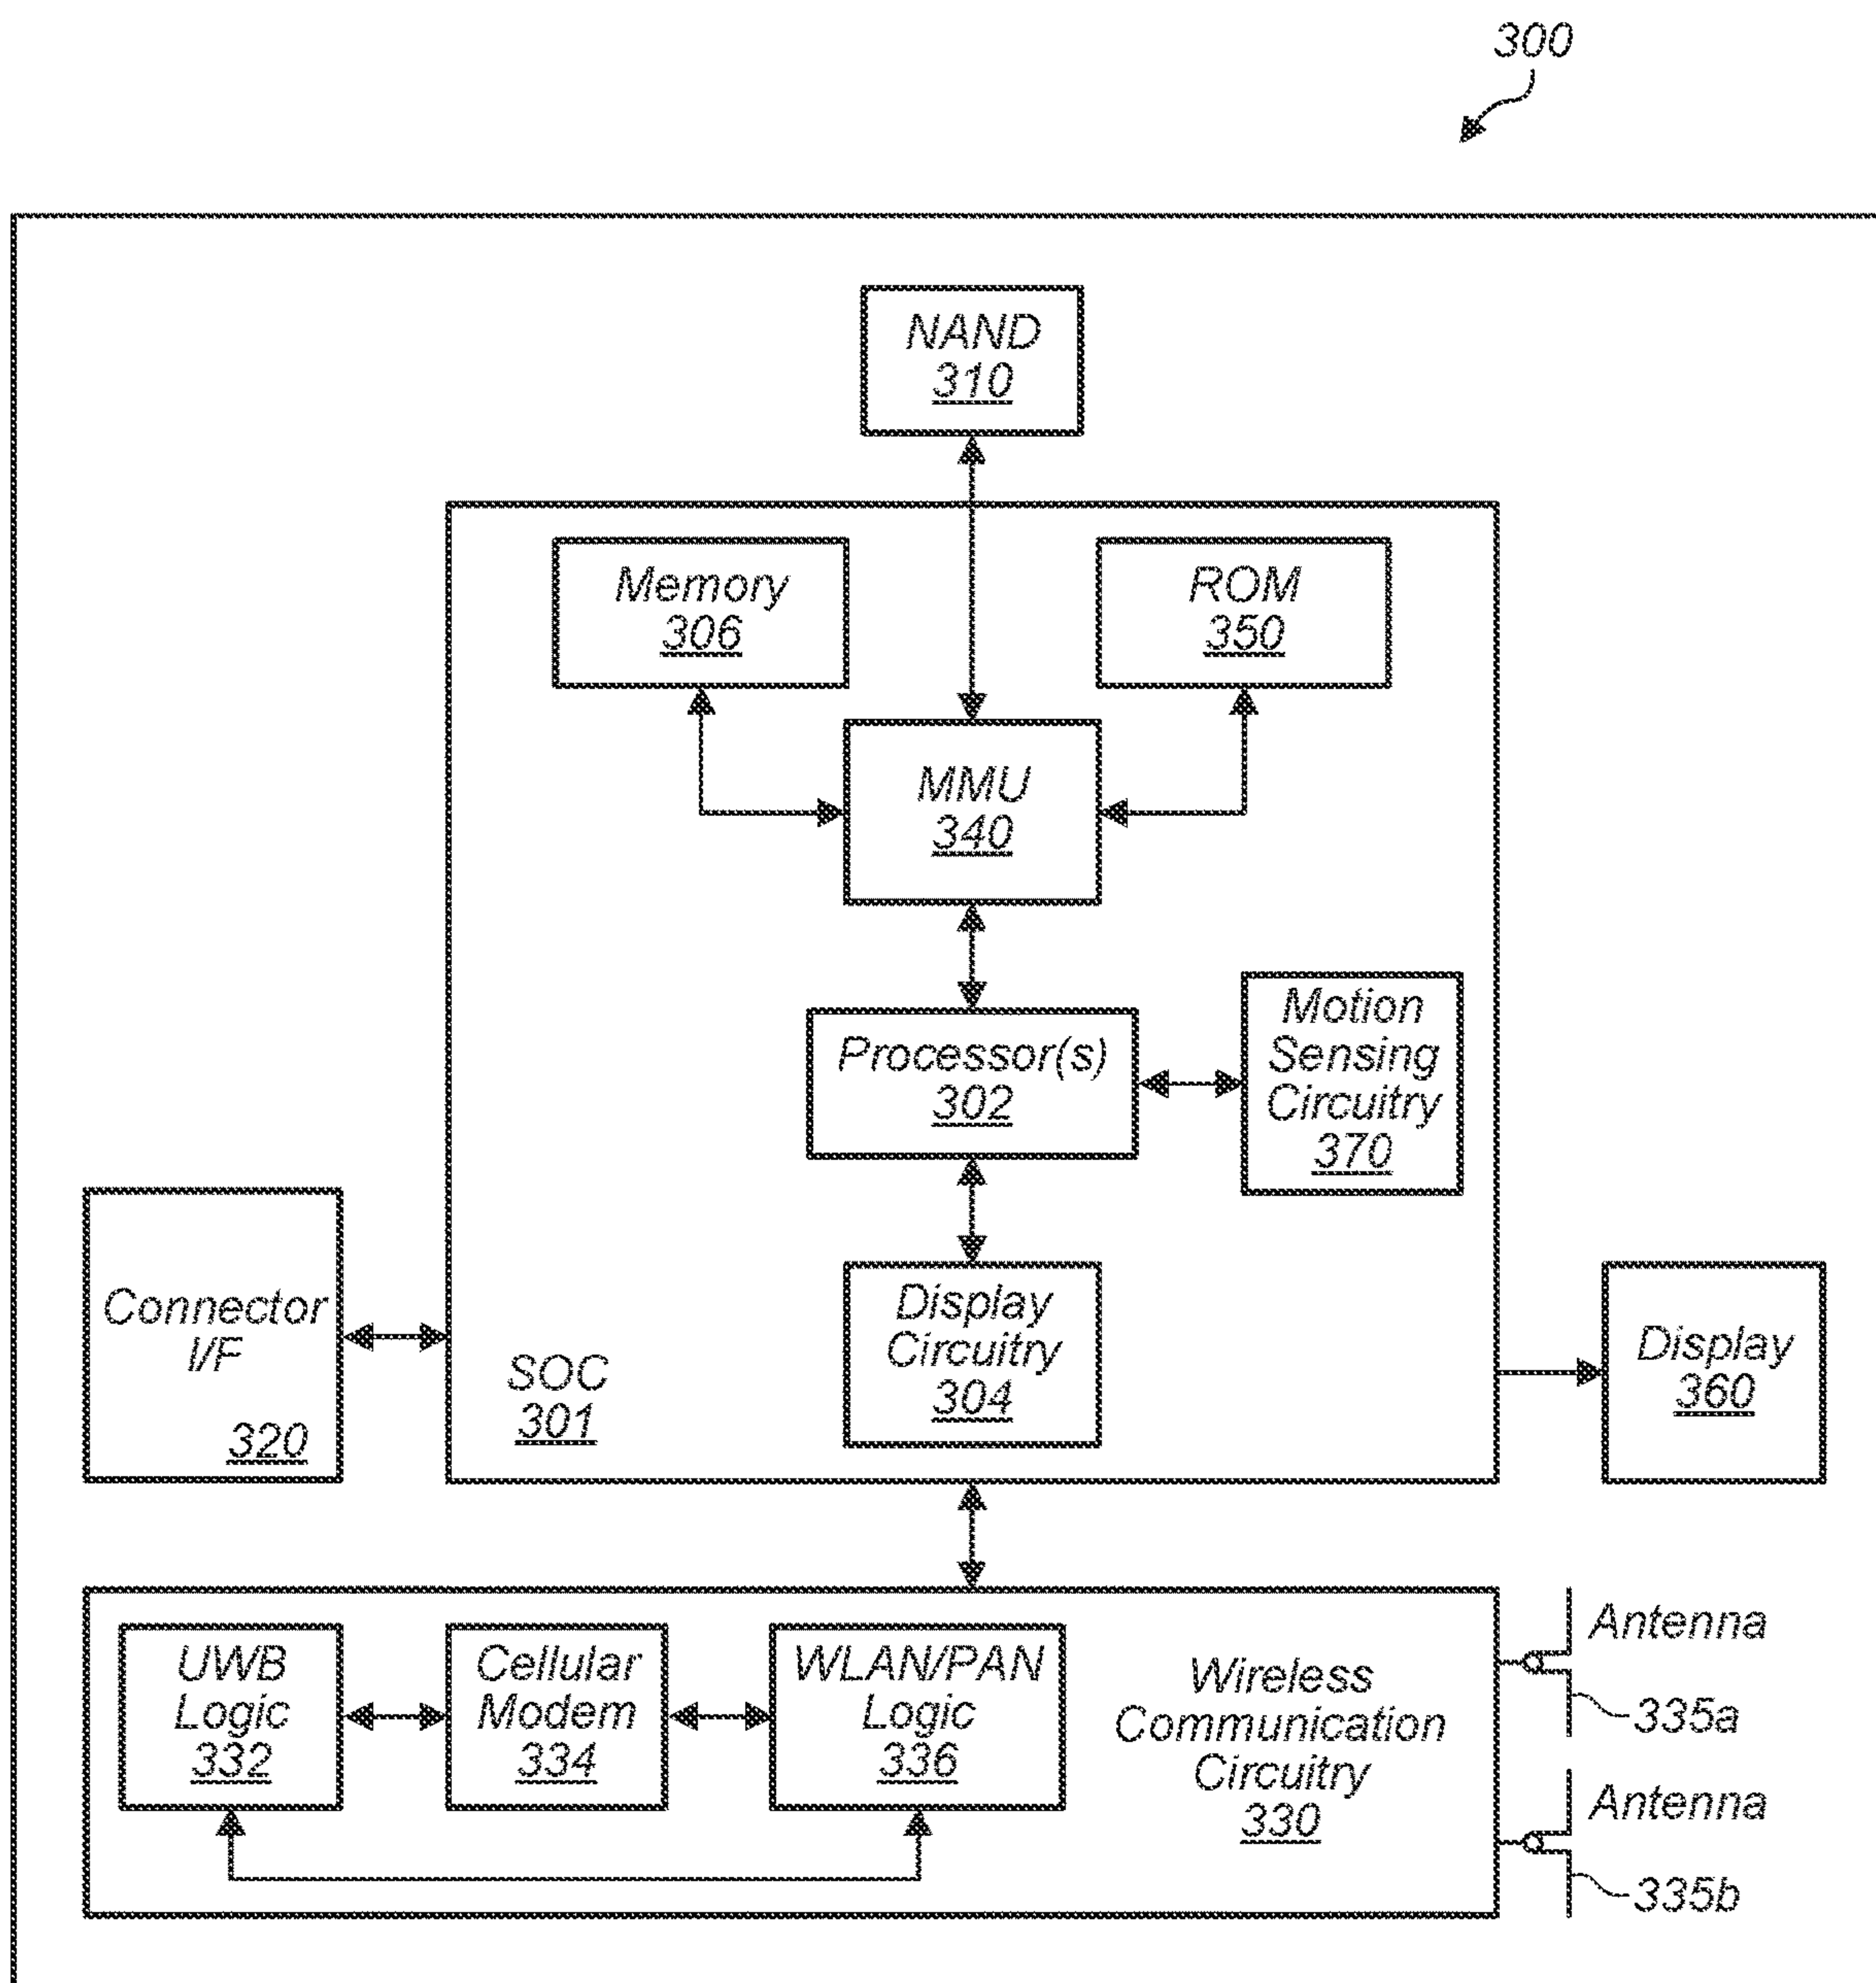 300
NAND
310
Memory
306
ROM
350
MMU
340
Processor(s)
302
Motion
Sensing
Circuitry
370
Connector
I/F
320
SOC
301
Display
Circuitry
304
Display
360
UWB
Logic
332
Cellular
Modem
334
WLAN/PAN
Logic
336
Wireless
Communication
Circuitry
330
Antenna
335a
Antenna
335b